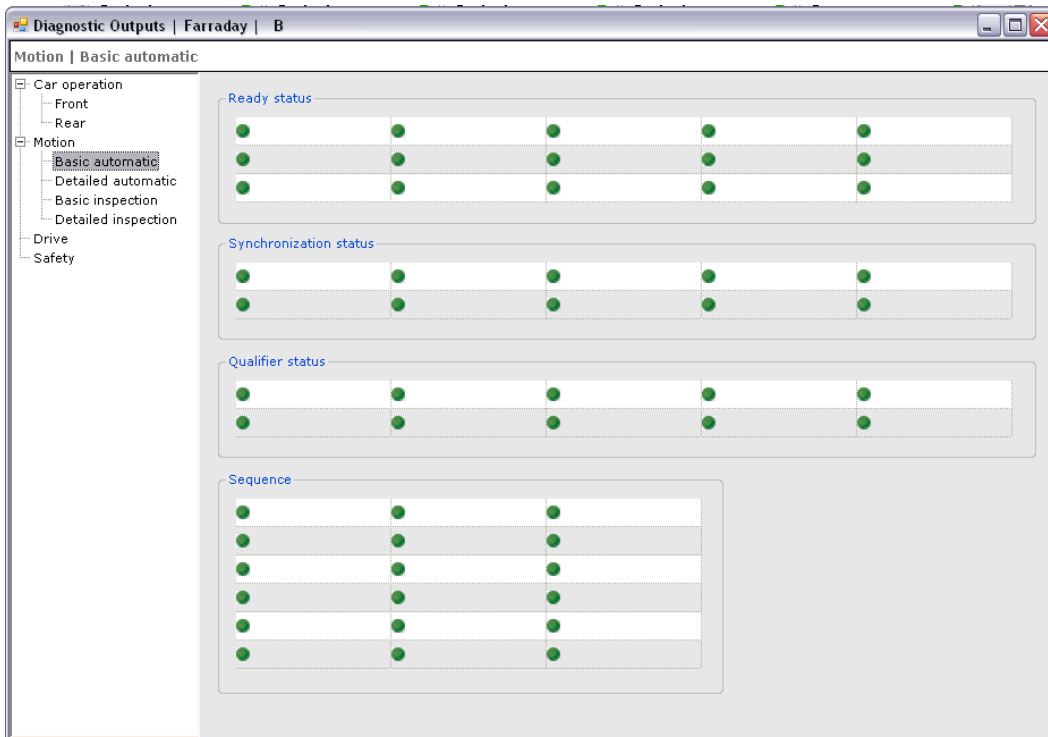 Diagnostic Outputs | Farraday | B
Motion | Basic automatic
Car operation
Front
Rear
Motion
Basic automatic
Detailed automatic
Basic inspection
Detailed inspection
Drive
Safety
Ready status
Synchronization status
Qualifier status
Sequence